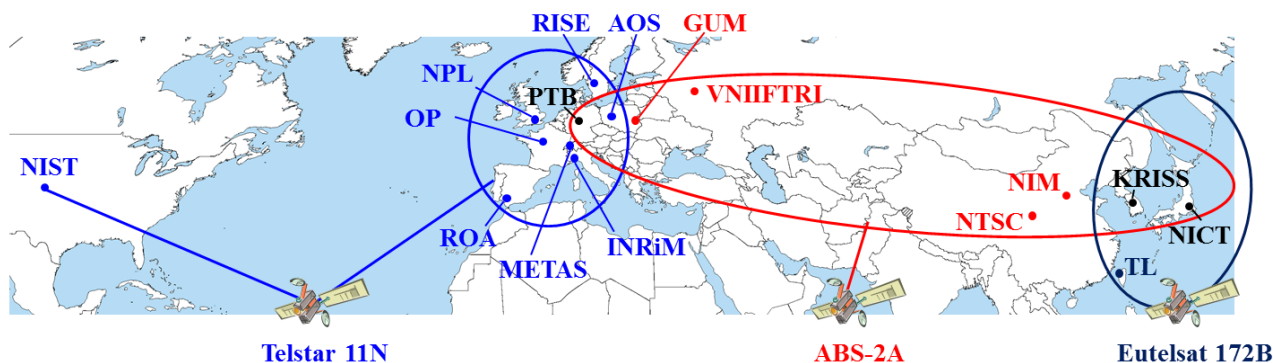 RISE AOS GUM
NPL PTB VNIIFTRI
OP
NIST NIM KRISS
NTSC
ROA NICT
METAS INRiM TL
Telstar 11N ABS-2A Eutelsat 172B